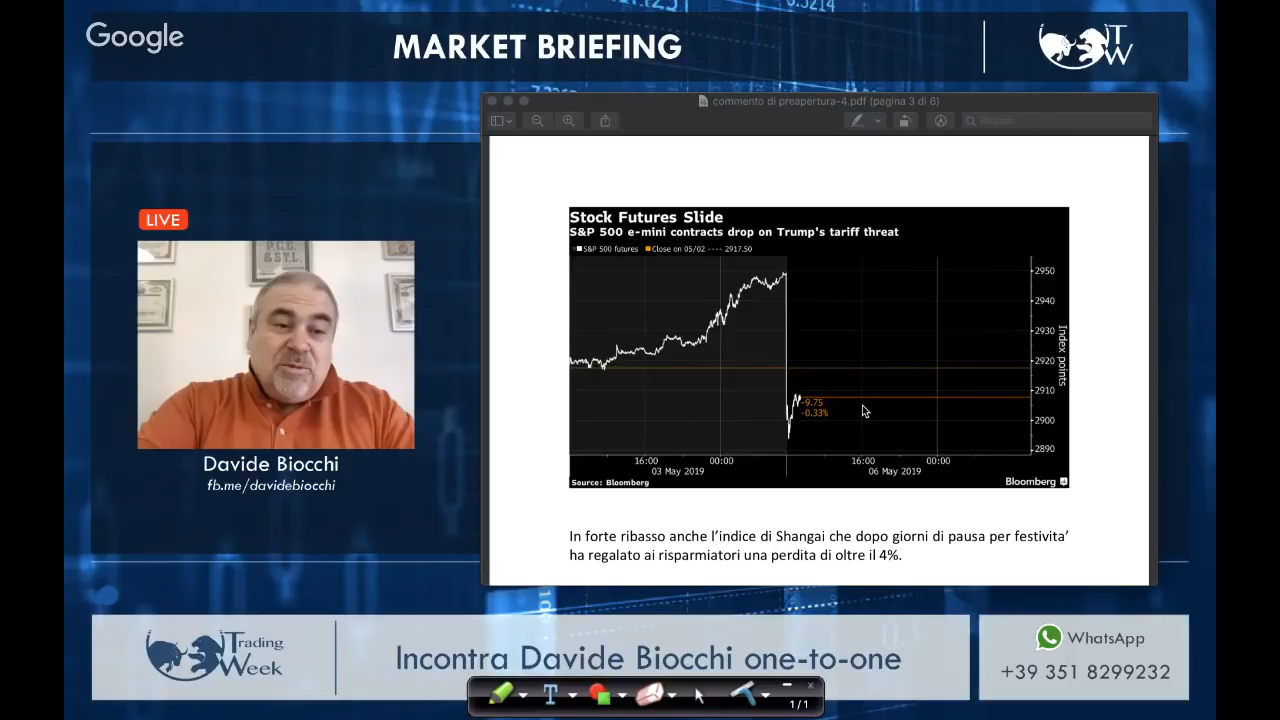 Google
MARKET BRIEFING
TW
commento di preapertura-4.pdf (pagina 3 di 6)
Ricerca
LIVE
P.C.E.
& ST.L.
Davide Biocchi
fb.me/davidebiocchi
Stock Futures Slide
S&P 500 e-mini contracts drop on Trump's tariff threat
S&P 500 futures Close on 05/02 ---- 2917.50
2950
2940
2930
2920
2910
2900
2890
Index points
-9.75
-0.33%
16:00 00:00 16:00 00:00
03 May 2019 06 May 2019
Source: Bloomberg
Bloomberg
In forte ribasso anche l'indice di Shangai che dopo giorni di pausa per festivita'
ha regalato ai risparmiatori una perdita di oltre il 4%.
Trading
Week
Incontra Davide Biocchi one-to-one
WhatsApp
+39 351 8299232
T
1/1